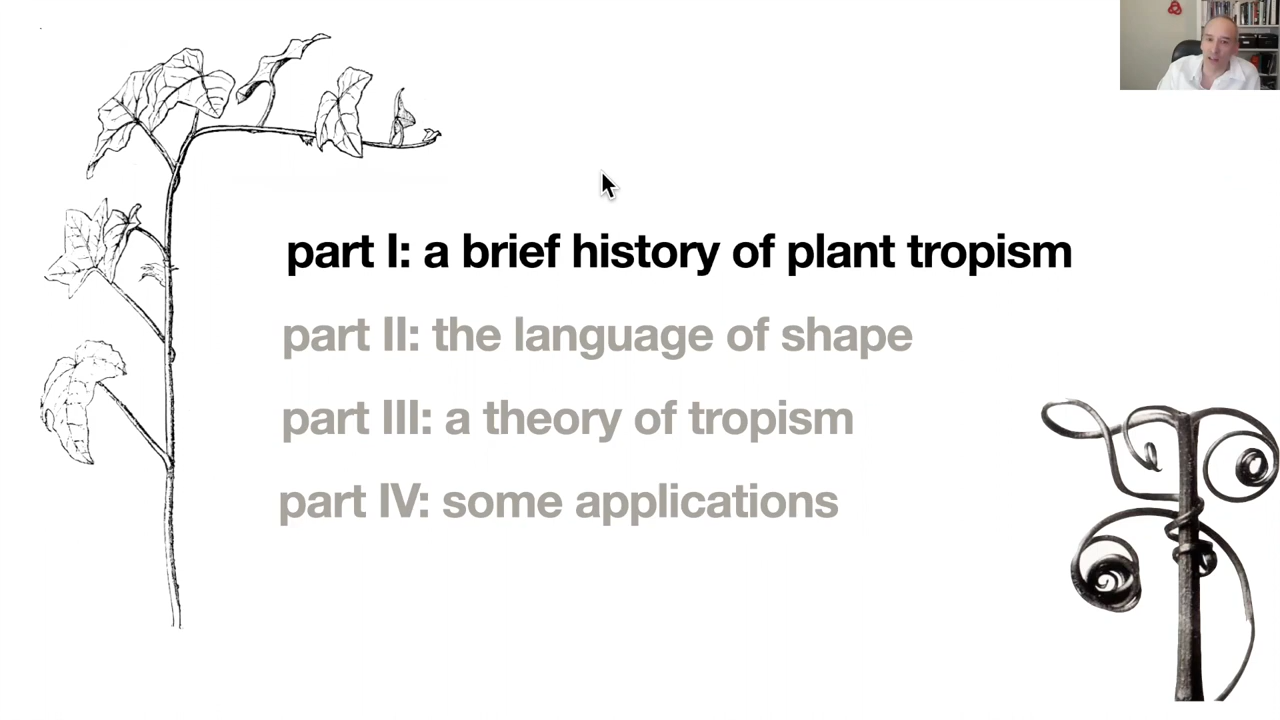 part I: a brief history of plant tropism
part II: the language of shape
part III: a theory of tropism
part IV: some applications